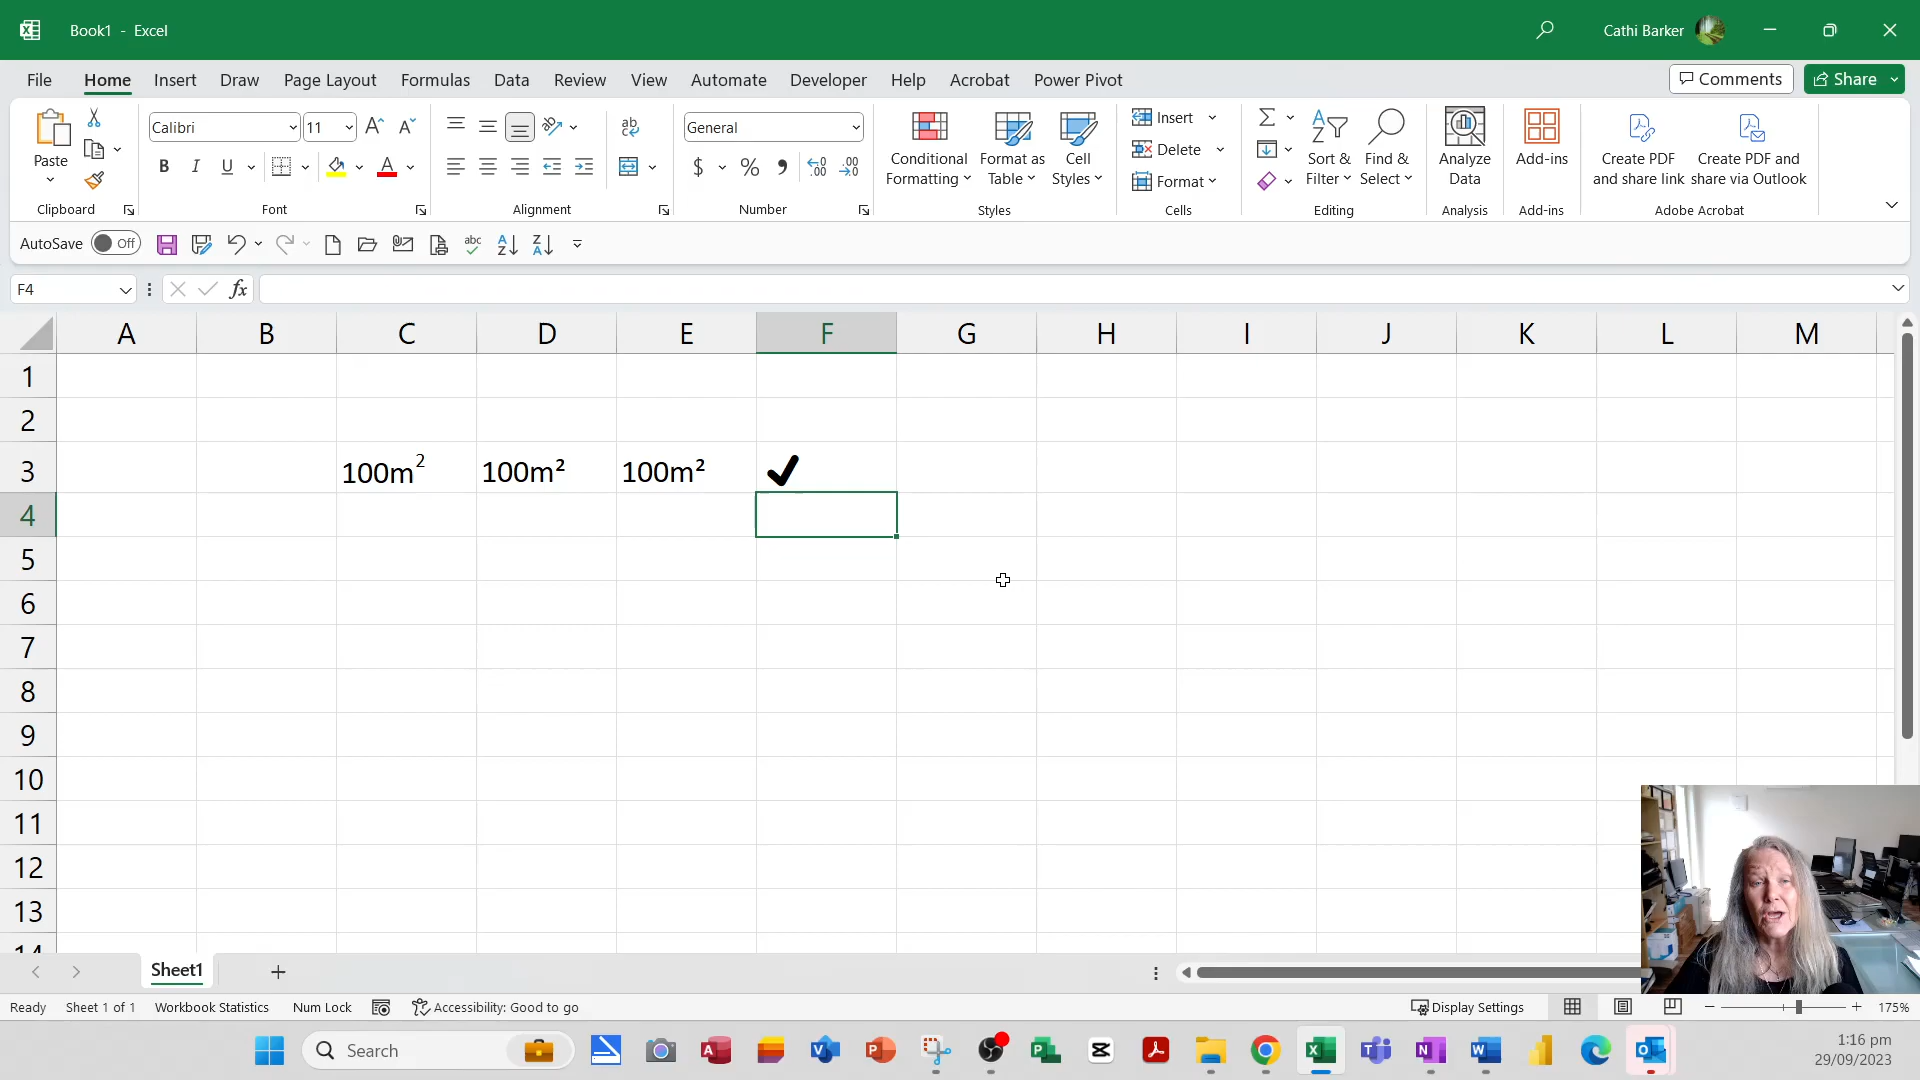 Book1 - Excel
Cathi Barker
File Home Insert Draw Page Layout Formulas Data Review View Automate Developer Help Acrobat Power Pivot
Comments Share
Calibri 11 ab General Insert
Paste Conditional Formatting Format as Table Cell Styles Delete Sort & Filter Find & Select Analyze Data Add-ins Create PDF and share link Create PDF and share via Outlook
B I U A $ % Format
Clipboard Font Alignment Number Styles Cells Editing Analysis Add-ins Adobe Acrobat
AutoSave Off abc
F4 fx
A B C D E F G H I J K L M
1
2
3 100m² 100m² 100m² ✔
4
5
6
7
8
9
10
11
12
13
14
Sheet1
Ready Sheet 1 of 1 Workbook Statistics Num Lock Accessibility: Good to go Display Settings 175%
Search
1:16 pm
29/09/2023